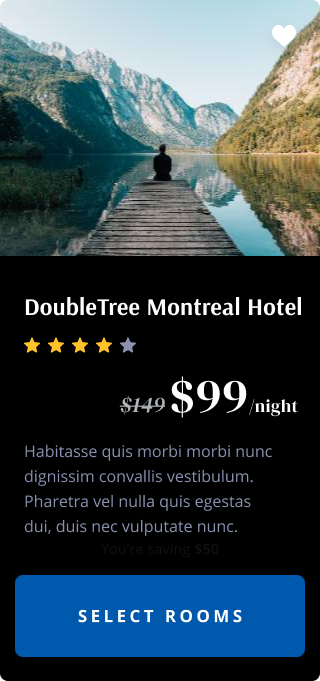 DoubleTree Montreal Hotel
$149 $99/night
Habitasse quis morbi morbi nunc
dignissim convallis vestibulum.
Pharetra vel nulla quis egestas
dui, duis nec vulputate nunc.
You're saving $50
SELECT ROOMS